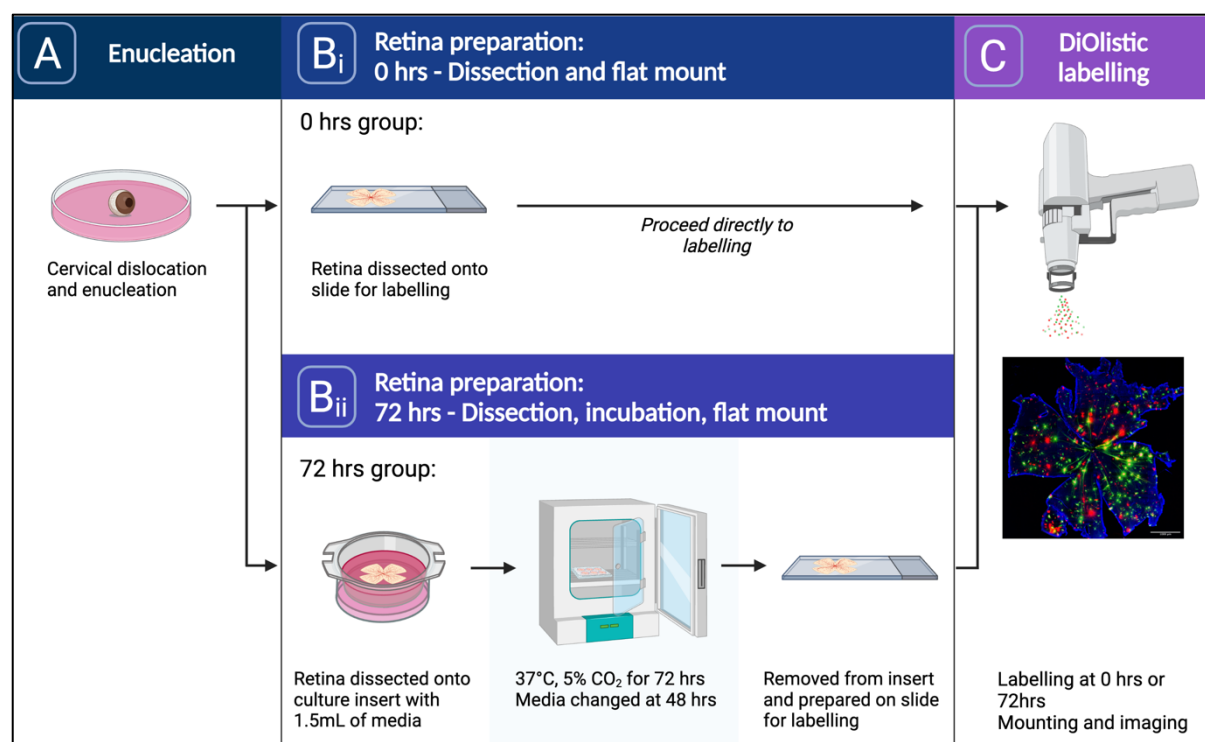 A
Enucleation
Bi
Retina preparation:
0 hrs - Dissection and flat mount
C
DiOlistic
labelling
0 hrs group:
Proceed directly to
labelling
Cervical dislocation
and enucleation
Retina dissected onto
slide for labelling
Bii
Retina preparation:
72 hrs - Dissection, incubation, flat mount
72 hrs group:
Retina dissected onto
culture insert with
1.5mL of media
37°C, 5% CO₂ for 72 hrs
Media changed at 48 hrs
Removed from insert
and prepared on slide
for labelling
Labelling at 0 hrs or
72hrs
Mounting and imaging